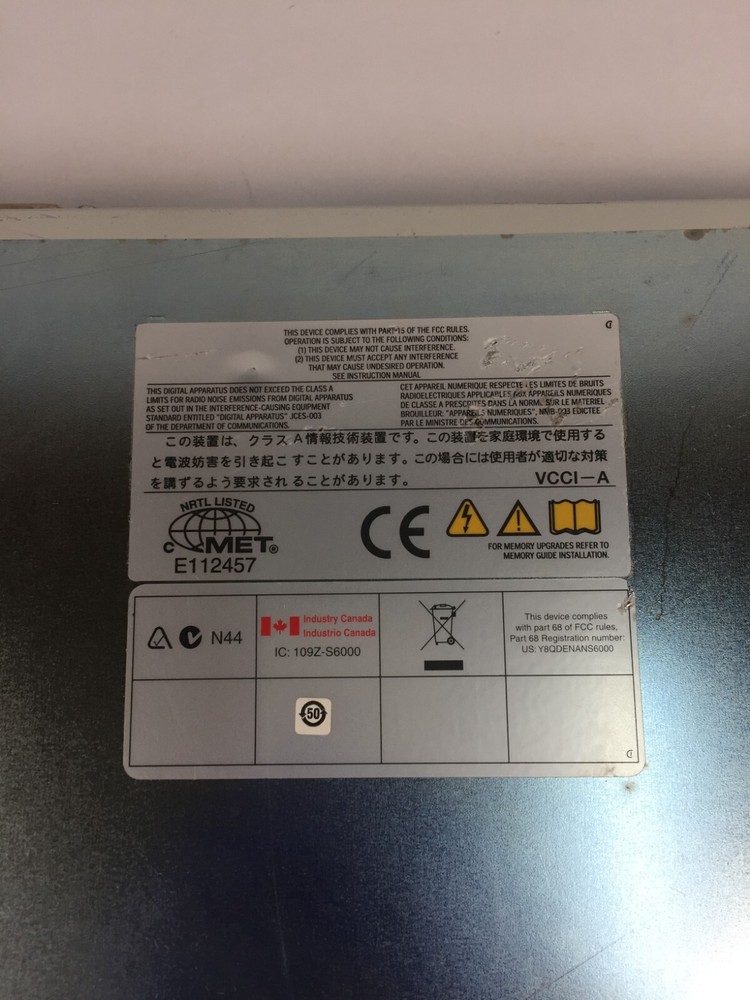 THIS DEVICE COMPLIES WITH PART 15 OF THE FCC RULES.
OPERATION IS SUBJECT TO THE FOLLOWING CONDITIONS:
(1) THIS DEVICE MAY NOT CAUSE INTERFERENCE.
(2) THIS DEVICE MUST ACCEPT ANY INTERFERENCE
THAT MAY CAUSE UNDESIRED OPERATION.
SEE INSTRUCTION MANUAL
THIS DIGITAL APPARATUS DOES NOT EXCEED THE CLASS A
LIMITS FOR RADIO NOISE EMISSIONS FROM DIGITAL APPARATUS
AS SET OUT IN THE INTERFERENCE-CAUSING EQUIPMENT
STANDARD ENTITLED "DIGITAL APPARATUS" .ICES-003
OF THE DEPARTMENT OF COMMUNICATIONS.
CET APPAREIL NUMERIQUE RESPECTE LES LIMITES DE BRUITS
RADIOELECTRIQUES APPLICABLES AUX APPAREILS NUMERIQUES
DE CLASSE A PRESCRITES DANS LA NORME SUR LE MATERIEL
BROUILLEUR: "APPAREILS NUMERIQUES", NMB-003 EDICTEE
PAR LE MINISTRE DES COMMUNICATIONS.
この装置は、クラスA情報技術装置です。この装置を家庭環境で使用する
と電波妨害を引き起こすことがあります。この場合には使用者が適切な対策
を講ずるよう要求されることがあります。 VCCI-A
NRTL LISTED
C MET®
E112457
CE
FOR MEMORY UPGRADES REFER TO
MEMORY GUIDE INSTALLATION.
N44
Industry Canada
Industrio Canada
IC: 109Z-S6000
This device complies
with part 68 of FCC rules,
Part 68 Registration number:
US: Y8QDENANS6000
50